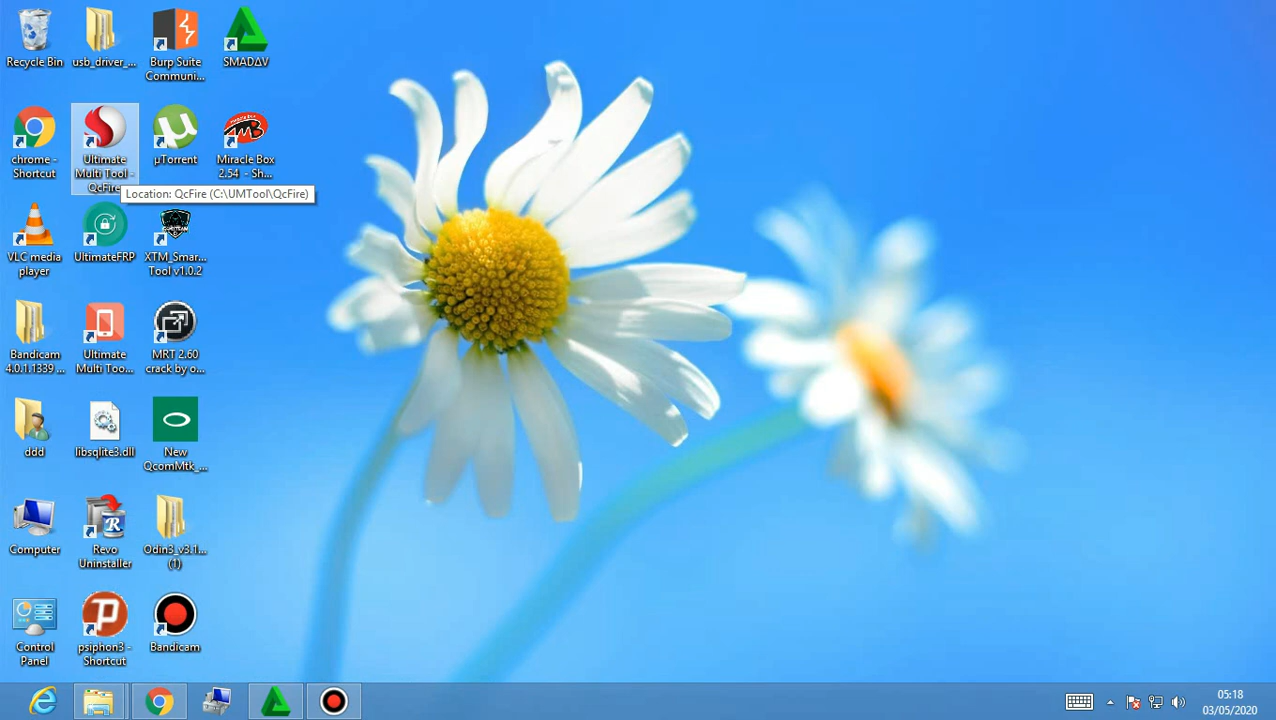 Recycle Bin
usb_driver_...
Burp Suite
Communi...
SMADΔV
chrome -
Shortcut
Ultimate
Multi Tool -
QcFire
µTorrent
Miracle Box
2.54 - Sh...
Location: QcFire (C:\UMTool\QcFire)
VLC media
player
UltimateFRP
XTM_Smar...
Tool v1.0.2
Bandicam
4.0.1.1339 ...
Ultimate
Multi Too...
MRT 2.60
crack by o...
ddd
libsqlite3.dll
New
QcomMtk_...
Computer
Revo
Uninstaller
Odin3_v3.1...
(1)
Control
Panel
psiphon3 -
Shortcut
Bandicam
05:18
03/05/2020